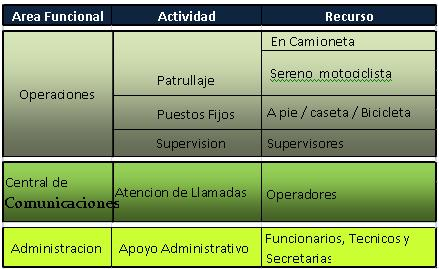 Area Funcional Actividad Recurso
En Camioneta
Operaciones Patrullaje Sereno motociclista
Puestos Fijos A pie / caseta / Bicicleta
Supervision Supervisores
Central de
Comunicaciones Atencion de Llamadas Operadores
Administracion Apoyo Administrativo Funcionarios, Tecnicos y
Secretarias